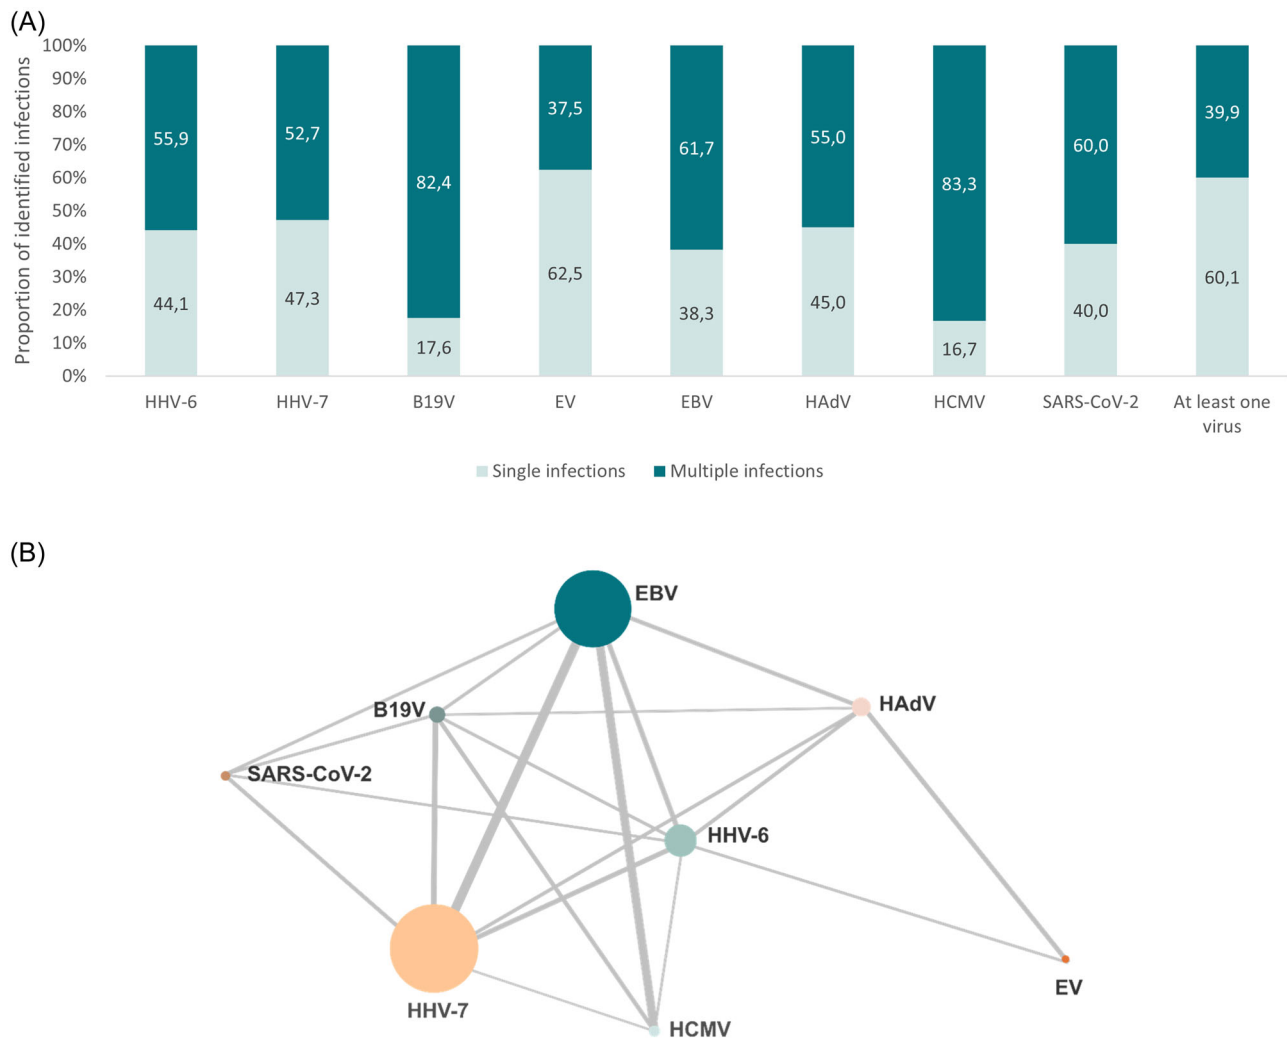 (A)
Proportion of identified infections
100%
90%
80%
70%
60%
50%
40%
30%
20%
10%
0%
55,9
52,7
82,4
37,5
61,7
55,0
83,3
60,0
39,9
44,1
47,3
17,6
62,5
38,3
45,0
16,7
40,0
60,1
HHV-6
HHV-7
B19V
EV
EBV
HAdV
HCMV
SARS-CoV-2
At least one
virus
Single infections
Multiple infections
(B)
EBV
B19V
HAdV
SARS-CoV-2
HHV-6
HHV-7
EV
HCMV